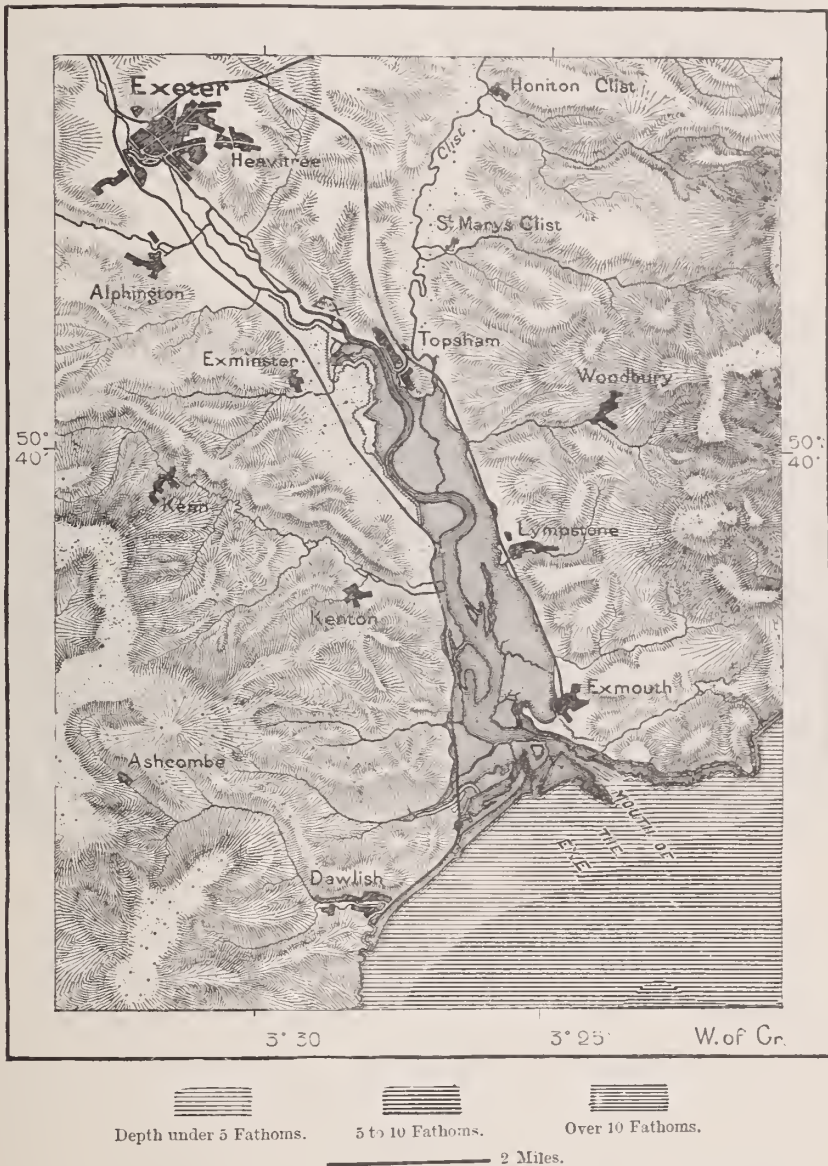 Exeter
Honiton Clist
Clist
Heavitree
St Marys Clist
Alphington
Topsham
Exminster
Woodbury
50°
40'
50°
40'
Kenn
Lympstone
Kenton
Exmouth
Ashcombe
MOUTH OF
THE
EXE
Dawlish
3° 30
3° 25'
W. of Gr.
Depth under 5 Fathoms.
5 to 10 Fathoms.
Over 10 Fathoms.
2 Miles.